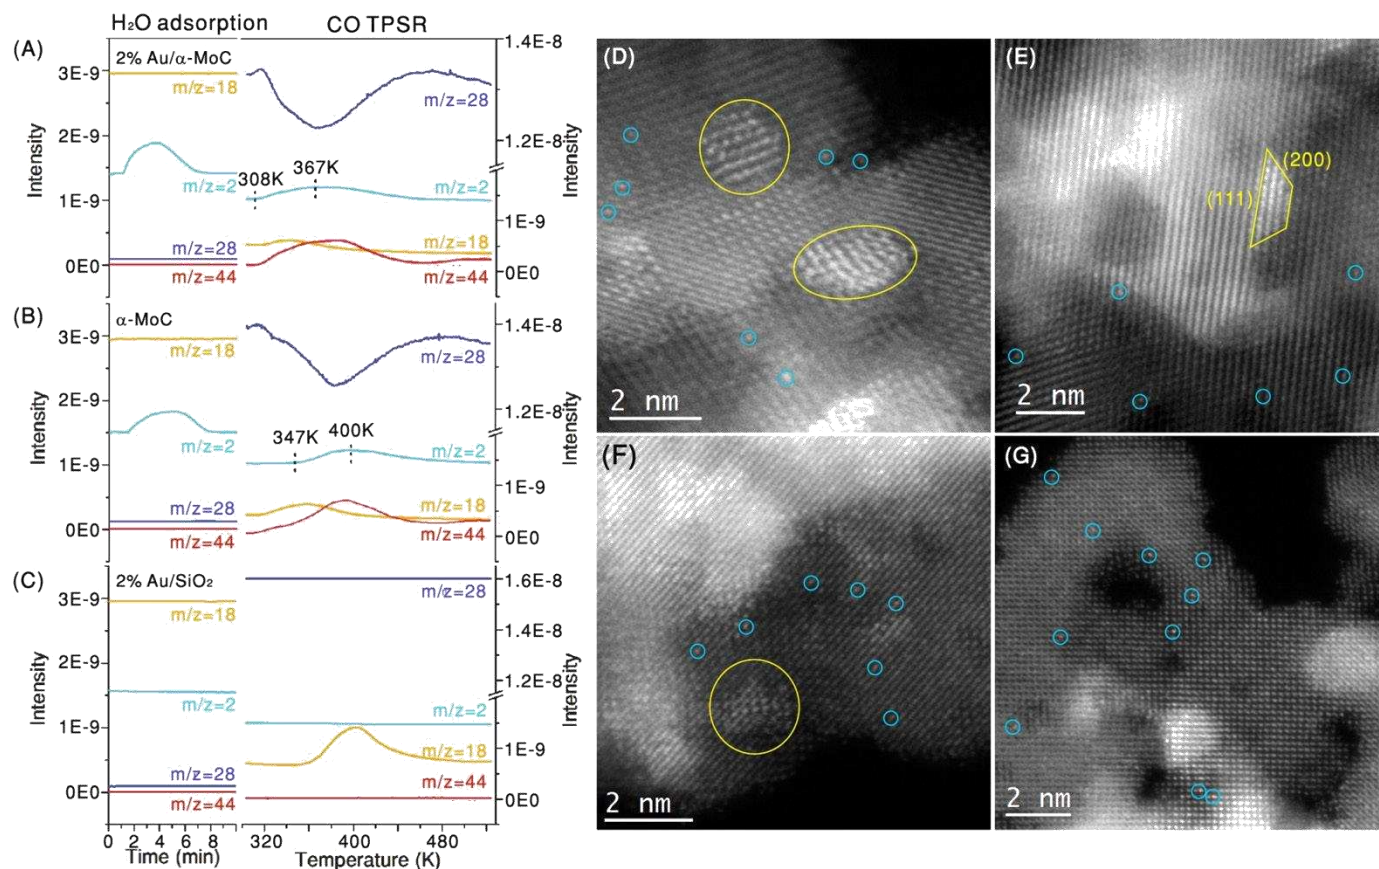 H₂O adsorption
CO TPSR
(A)
2% Au/α-MoC
1.4E-8
3E-9
m/z=18
m/z=28
2E-9
1.2E-8
Intensity
Intensity
308K
367K
m/z=2
m/z=2
1E-9
1E-9
m/z=28
m/z=18
0E0
m/z=44
m/z=44
0E0
(B)
α-MoC
1.4E-8
3E-9
m/z=18
m/z=28
2E-9
1.2E-8
Intensity
Intensity
m/z=2
347K
400K
m/z=2
1E-9
1E-9
m/z=28
m/z=18
0E0
m/z=44
m/z=44
0E0
(C)
2% Au/SiO₂
1.6E-8
3E-9
m/z=18
m/z=28
1.4E-8
2E-9
1.2E-8
Intensity
Intensity
m/z=2
m/z=2
1E-9
m/z=18
1E-9
m/z=28
0E0
m/z=44
m/z=44
0E0
0 2 4 6 8
320 400 480
Time (min)
Temperature (K)
(D)
2 nm
(E)
(200)
(111)
2 nm
(F)
2 nm
(G)
2 nm